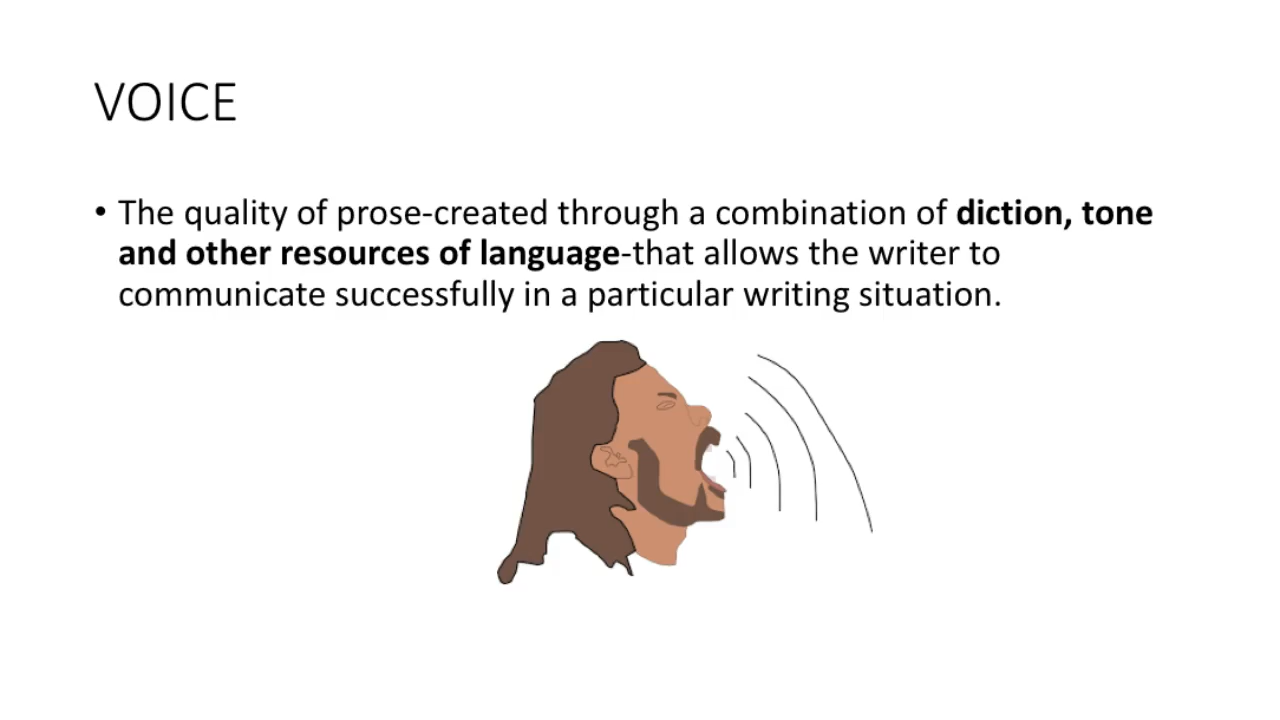 VOICE
• The quality of prose-created through a combination of diction, tone
and other resources of language-that allows the writer to
communicate successfully in a particular writing situation.